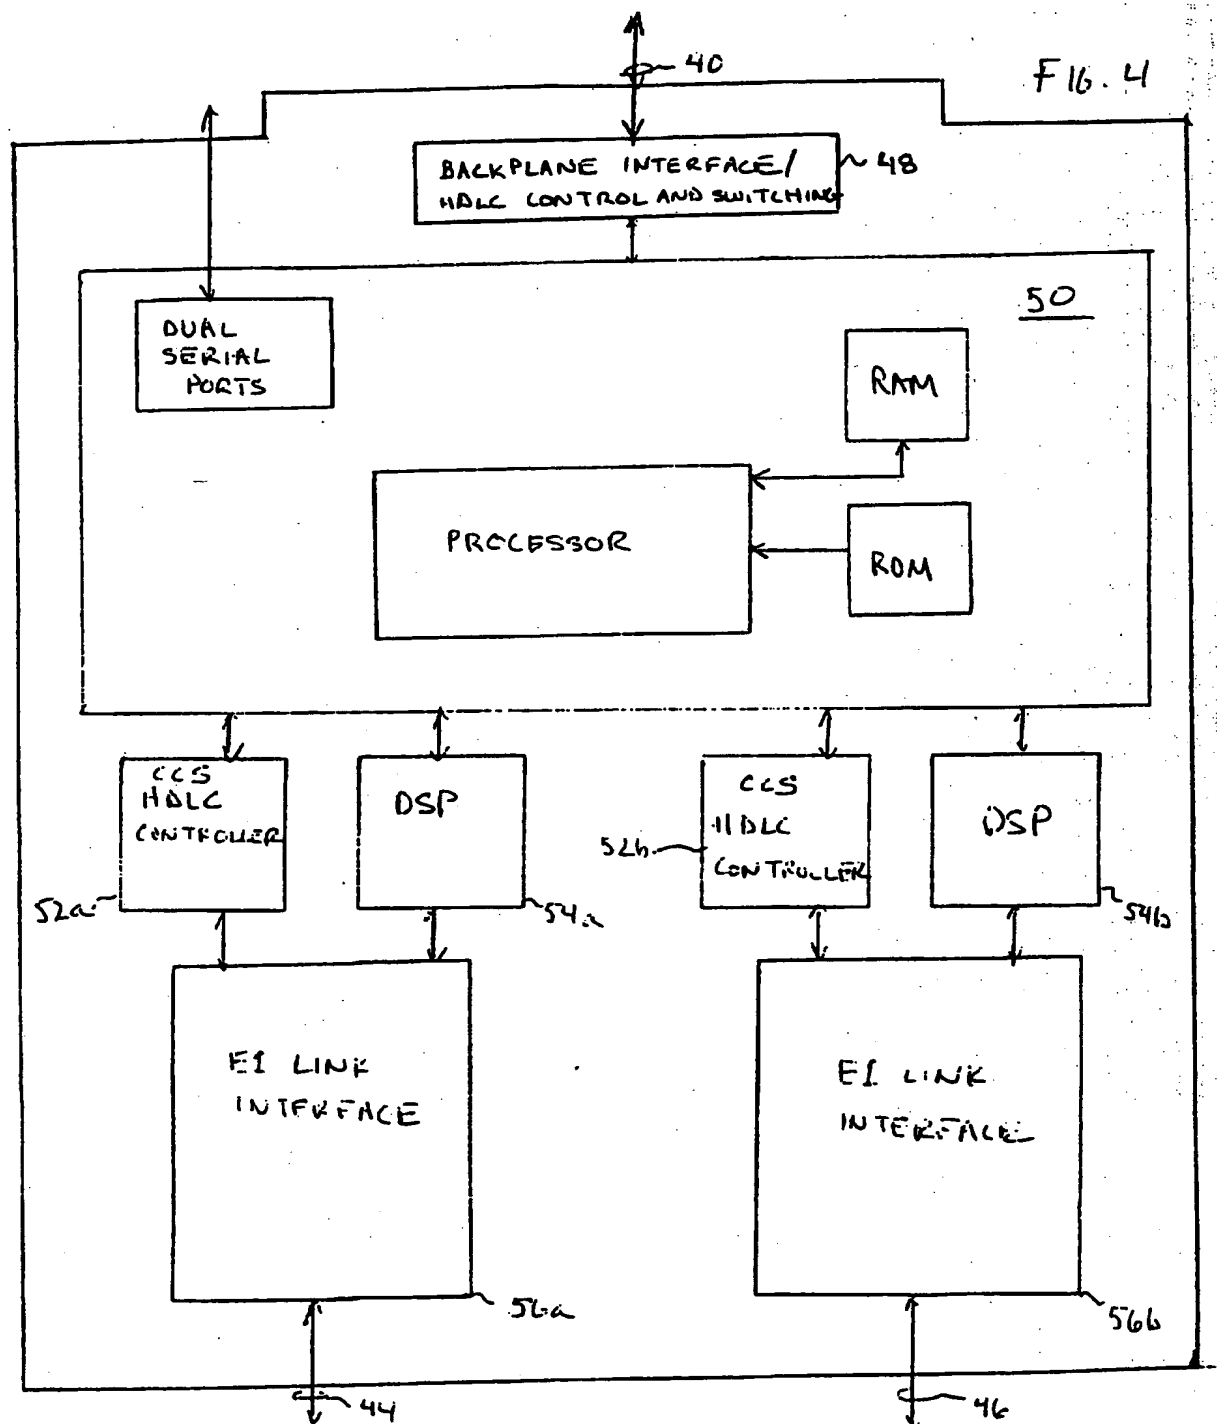 40
FIG. 4
BACKPLANE INTERFACE/
HDLC CONTROL AND SWITCHING
48
50
DUAL
SERIAL
PORTS
RAM
PROCESSOR
ROM
CCS
HDLC
CONTROLLER
52a
DSP
54a
CCS
HDLC
CONTROLLER
52b
DSP
54b
E1 LINK
INTERFACE
56a
E1 LINK
INTERFACE
56b
44
46